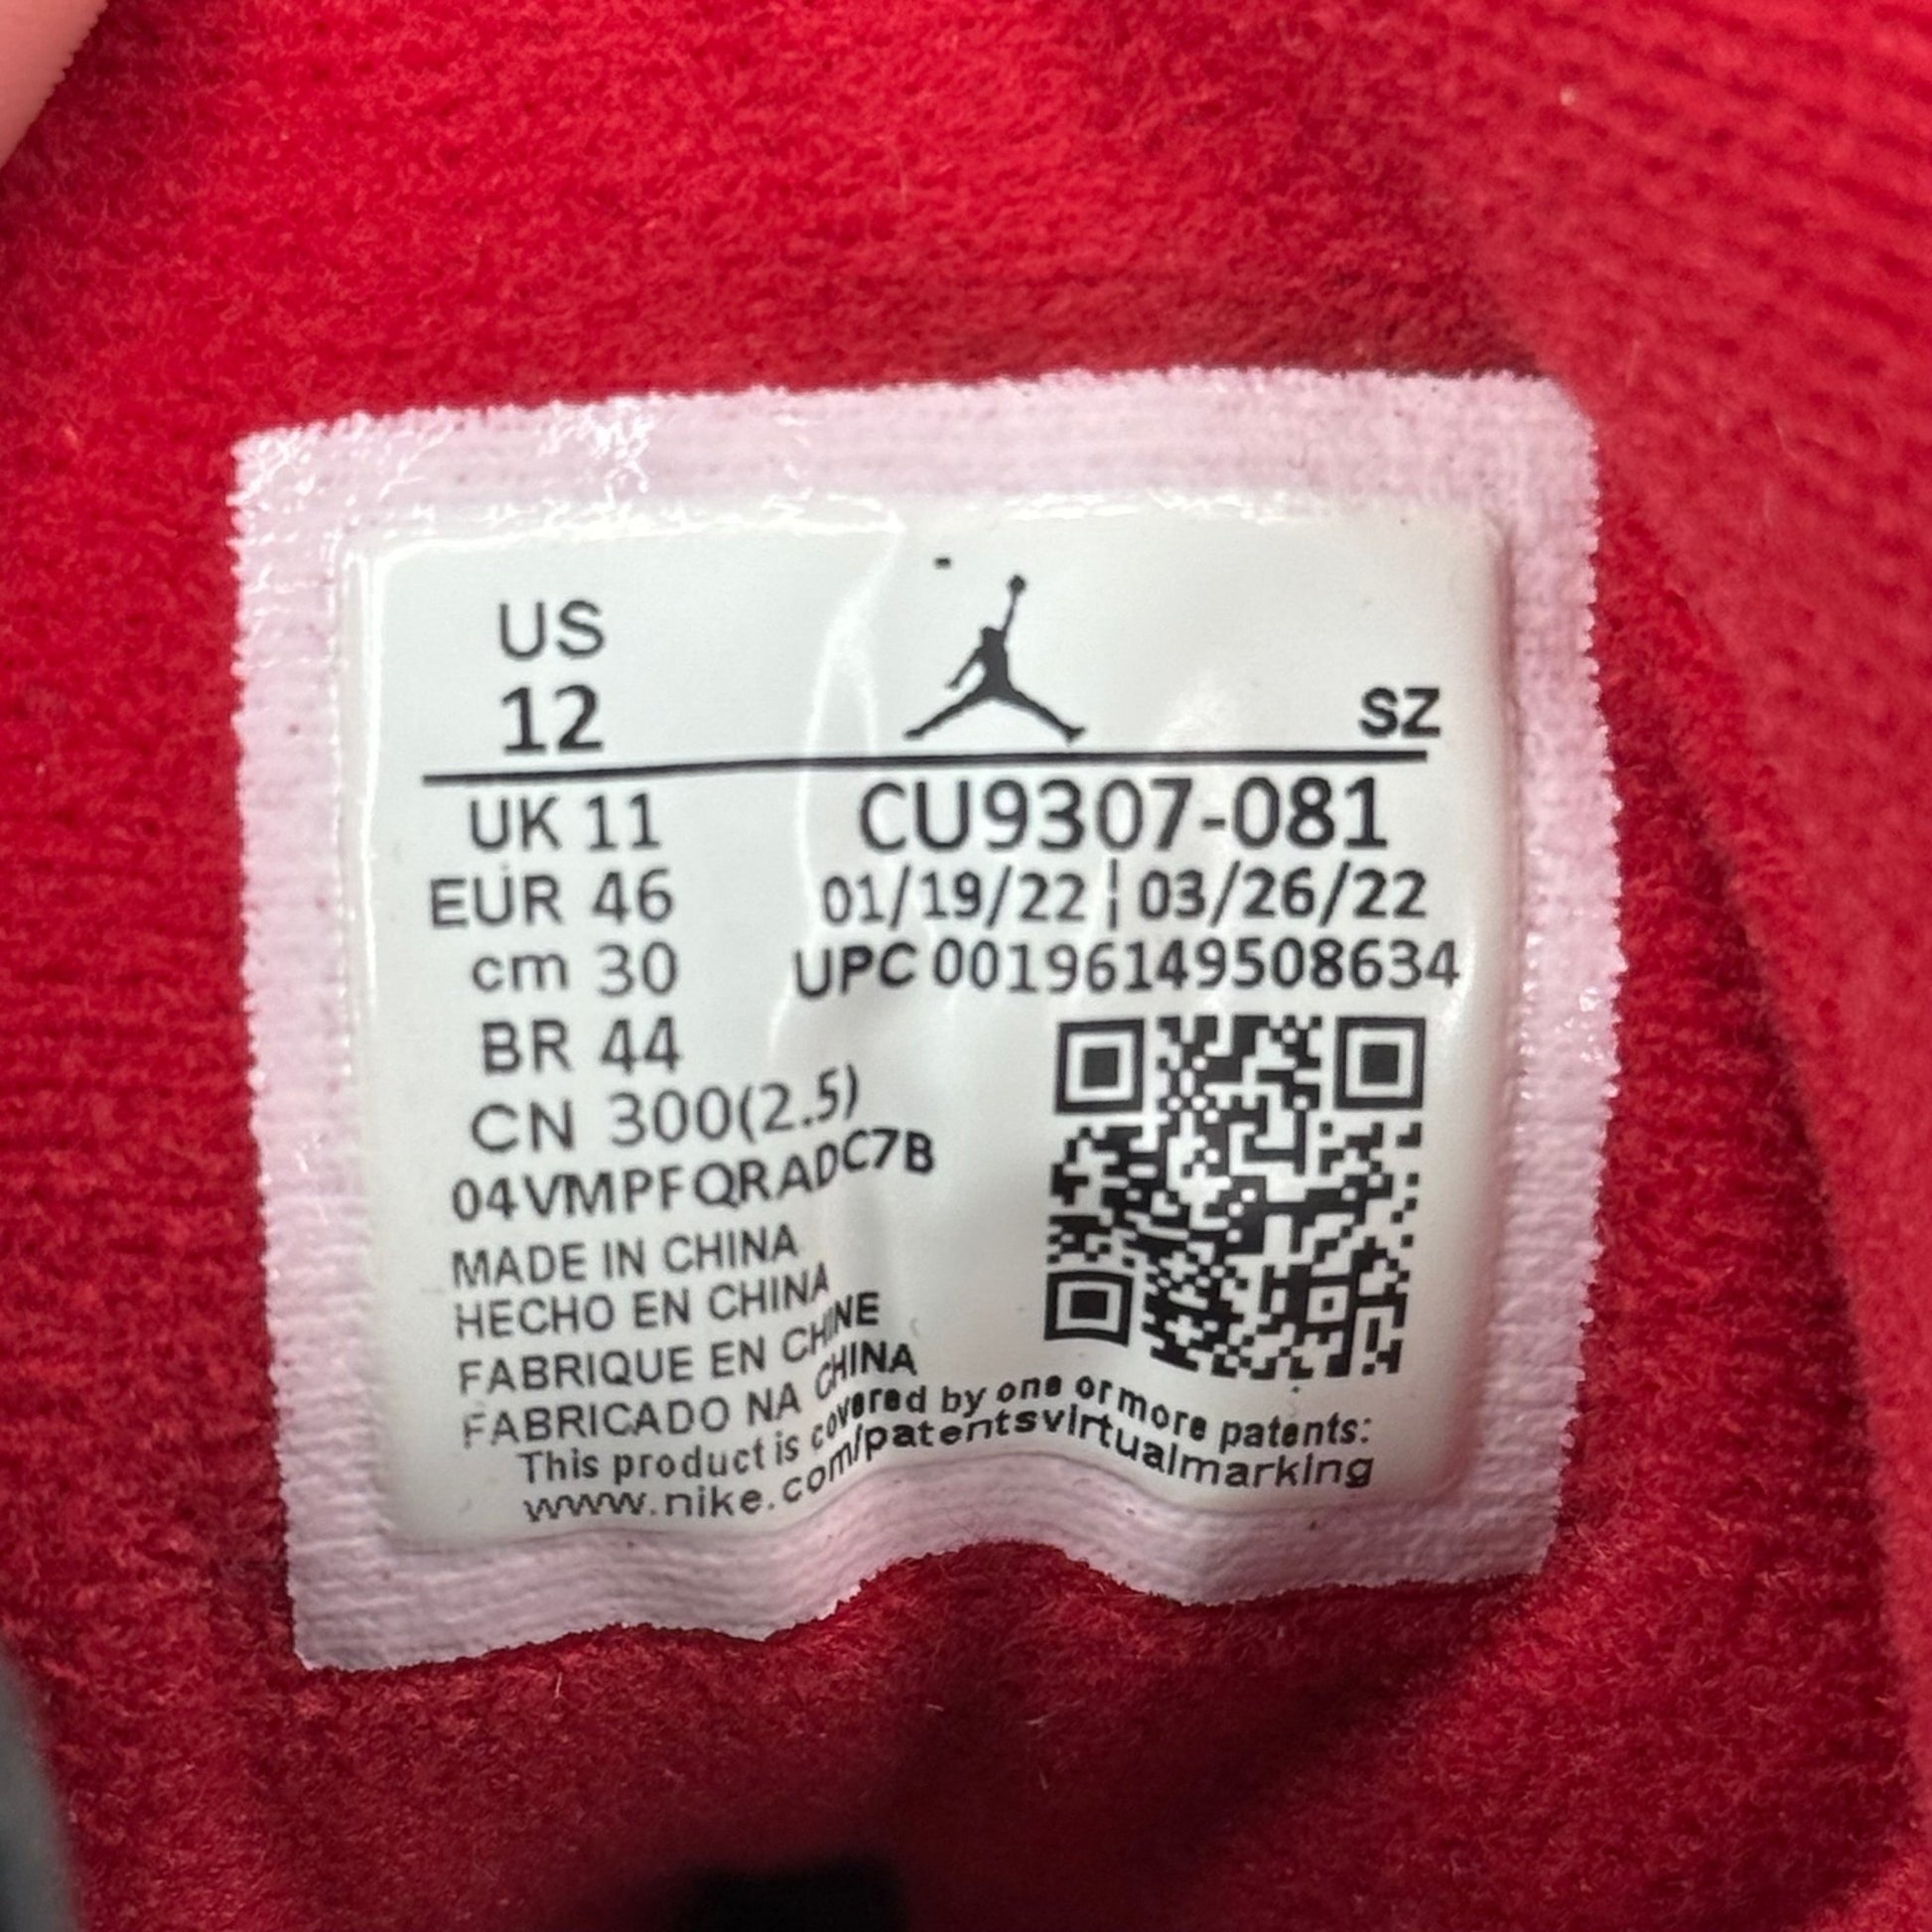 US
12
SZ
UK 11
CU9307-081
EUR 46
01/19/22 | 03/26/22
cm 30
UPC 00196149508634
BR 44
CN 300(2.5)
04VMPFQRADC7B
MADE IN CHINA
HECHO EN CHINA
FABRIQUE EN CHINE
FABRICADO NA CHINA
This product is covered by one or more patents:
www.nike.com/patentsvirtualmarking